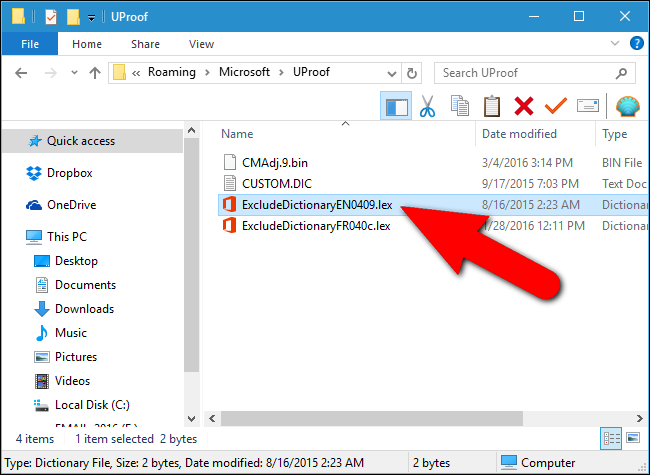 UProof
File Home Share View
« Roaming > Microsoft > UProof
Search UProof
Name Date modified Type
Quick access
Dropbox
OneDrive
This PC
Desktop
Documents
Downloads
Music
Pictures
Videos
Local Disk (C:)
CMAdj.9.bin 3/4/2016 3:14 PM BIN File
CUSTOM.DIC 9/17/2015 7:03 PM Text Doc
ExcludeDictionaryEN0409.lex 8/16/2015 2:23 AM Dictionar
ExcludeDictionaryFR040c.lex /28/2016 12:11 PM Dictionar
4 items 1 item selected 2 bytes
Type: Dictionary File, Size: 2 bytes, Date modified: 8/16/2015 2:23 AM 2 bytes Computer